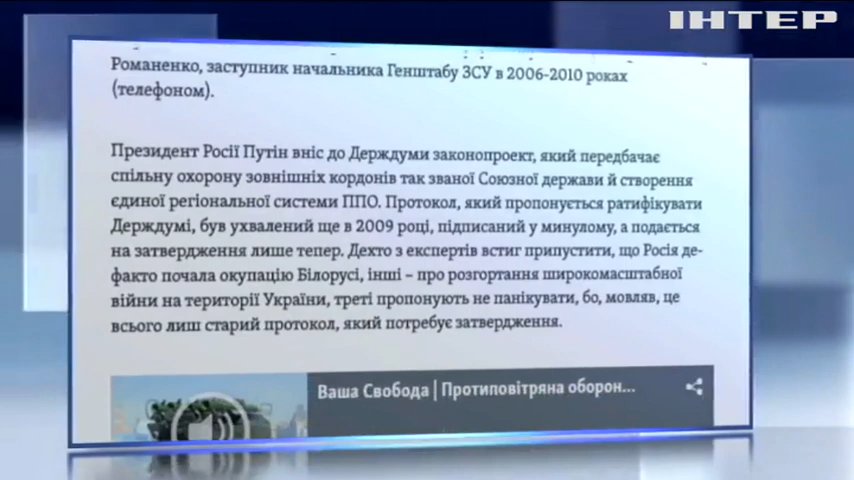 ІНТЕР
Романенко, заступник начальника Генштабу ЗСУ в 2006-2010 роках
(телефоном).
Президент Росії Путін вніс до Держдуми законопроект, який передбачає
спільну охорону зовнішніх кордонів так званої Союзної держави й створення
єдиної регіональної системи ППО. Протокол, який пропонується ратифікувати
Держдумі, був ухвалений ще в 2009 році, підписаний у минулому, а подається
на затвердження лише тепер. Дехто з експертів встиг припустити, що Росія де-
факто почала окупацію Білорусі, інші – про розгортання широкомасштабної
війни на території України, треті пропонують не панікувати, бо, мовляв, це
всього лиш старий протокол, який потребує затвердження.
Ваша Свобода | Протиповітряна оборон...